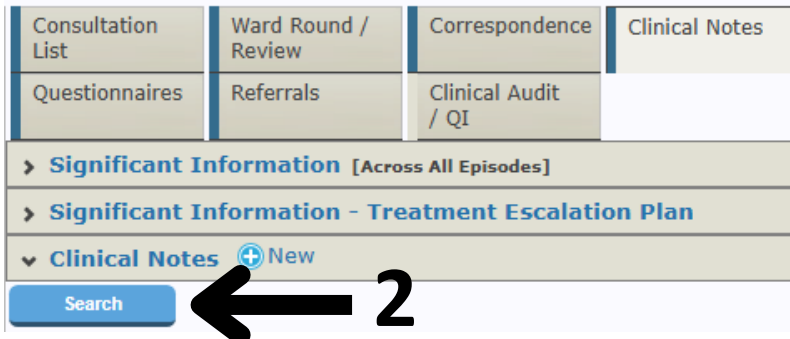 Consultation List
Ward Round / Review
Correspondence
Clinical Notes
Questionnaires
Referrals
Clinical Audit / QI
Significant Information [Across All Episodes]
Significant Information - Treatment Escalation Plan
Clinical Notes New
Search
2